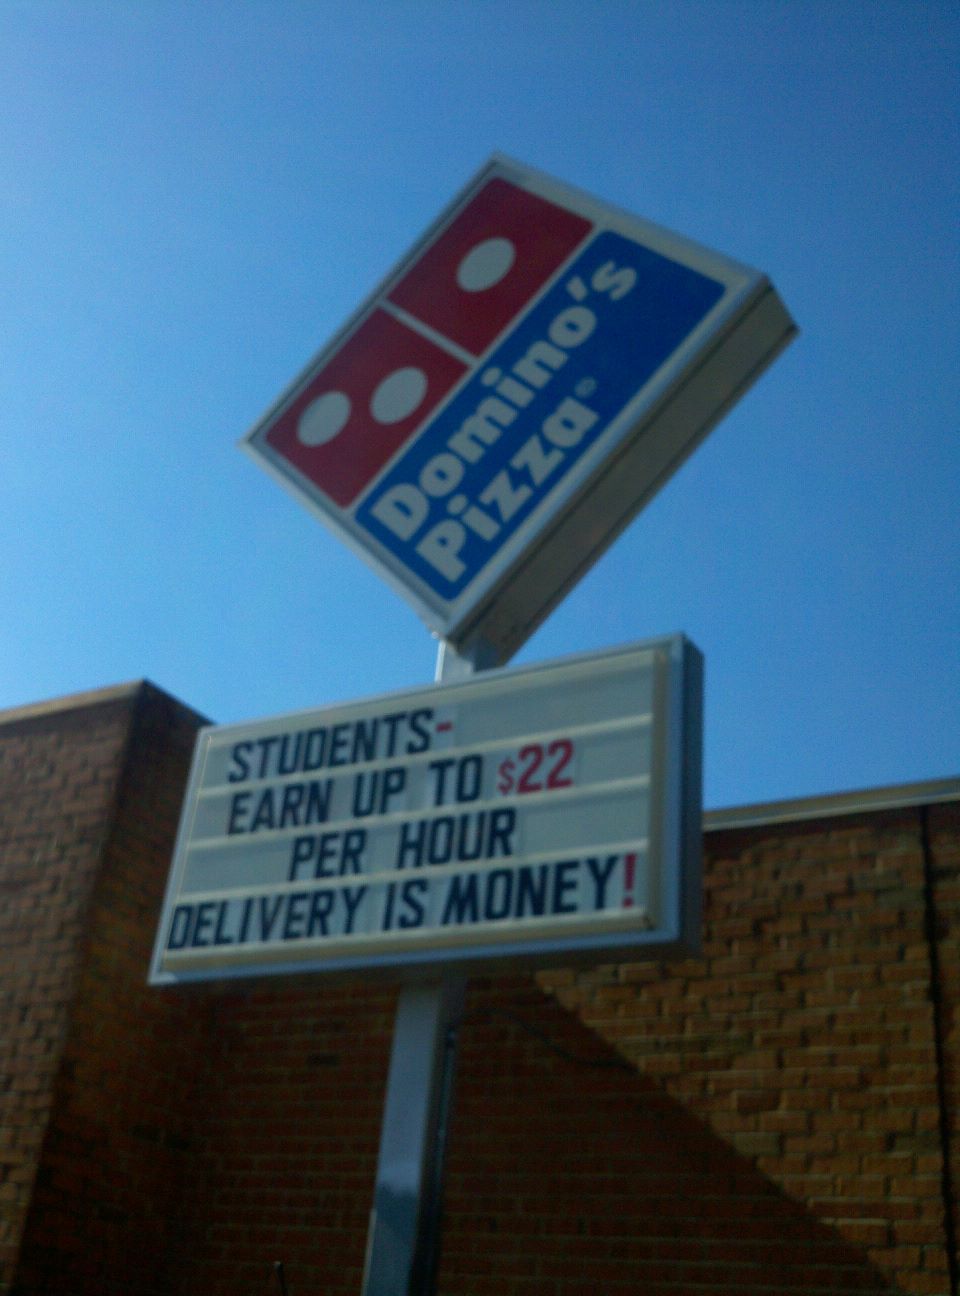 Domino's
Pizza
STUDENTS-
EARN UP TO $22
PER HOUR
DELIVERY IS MONEY!